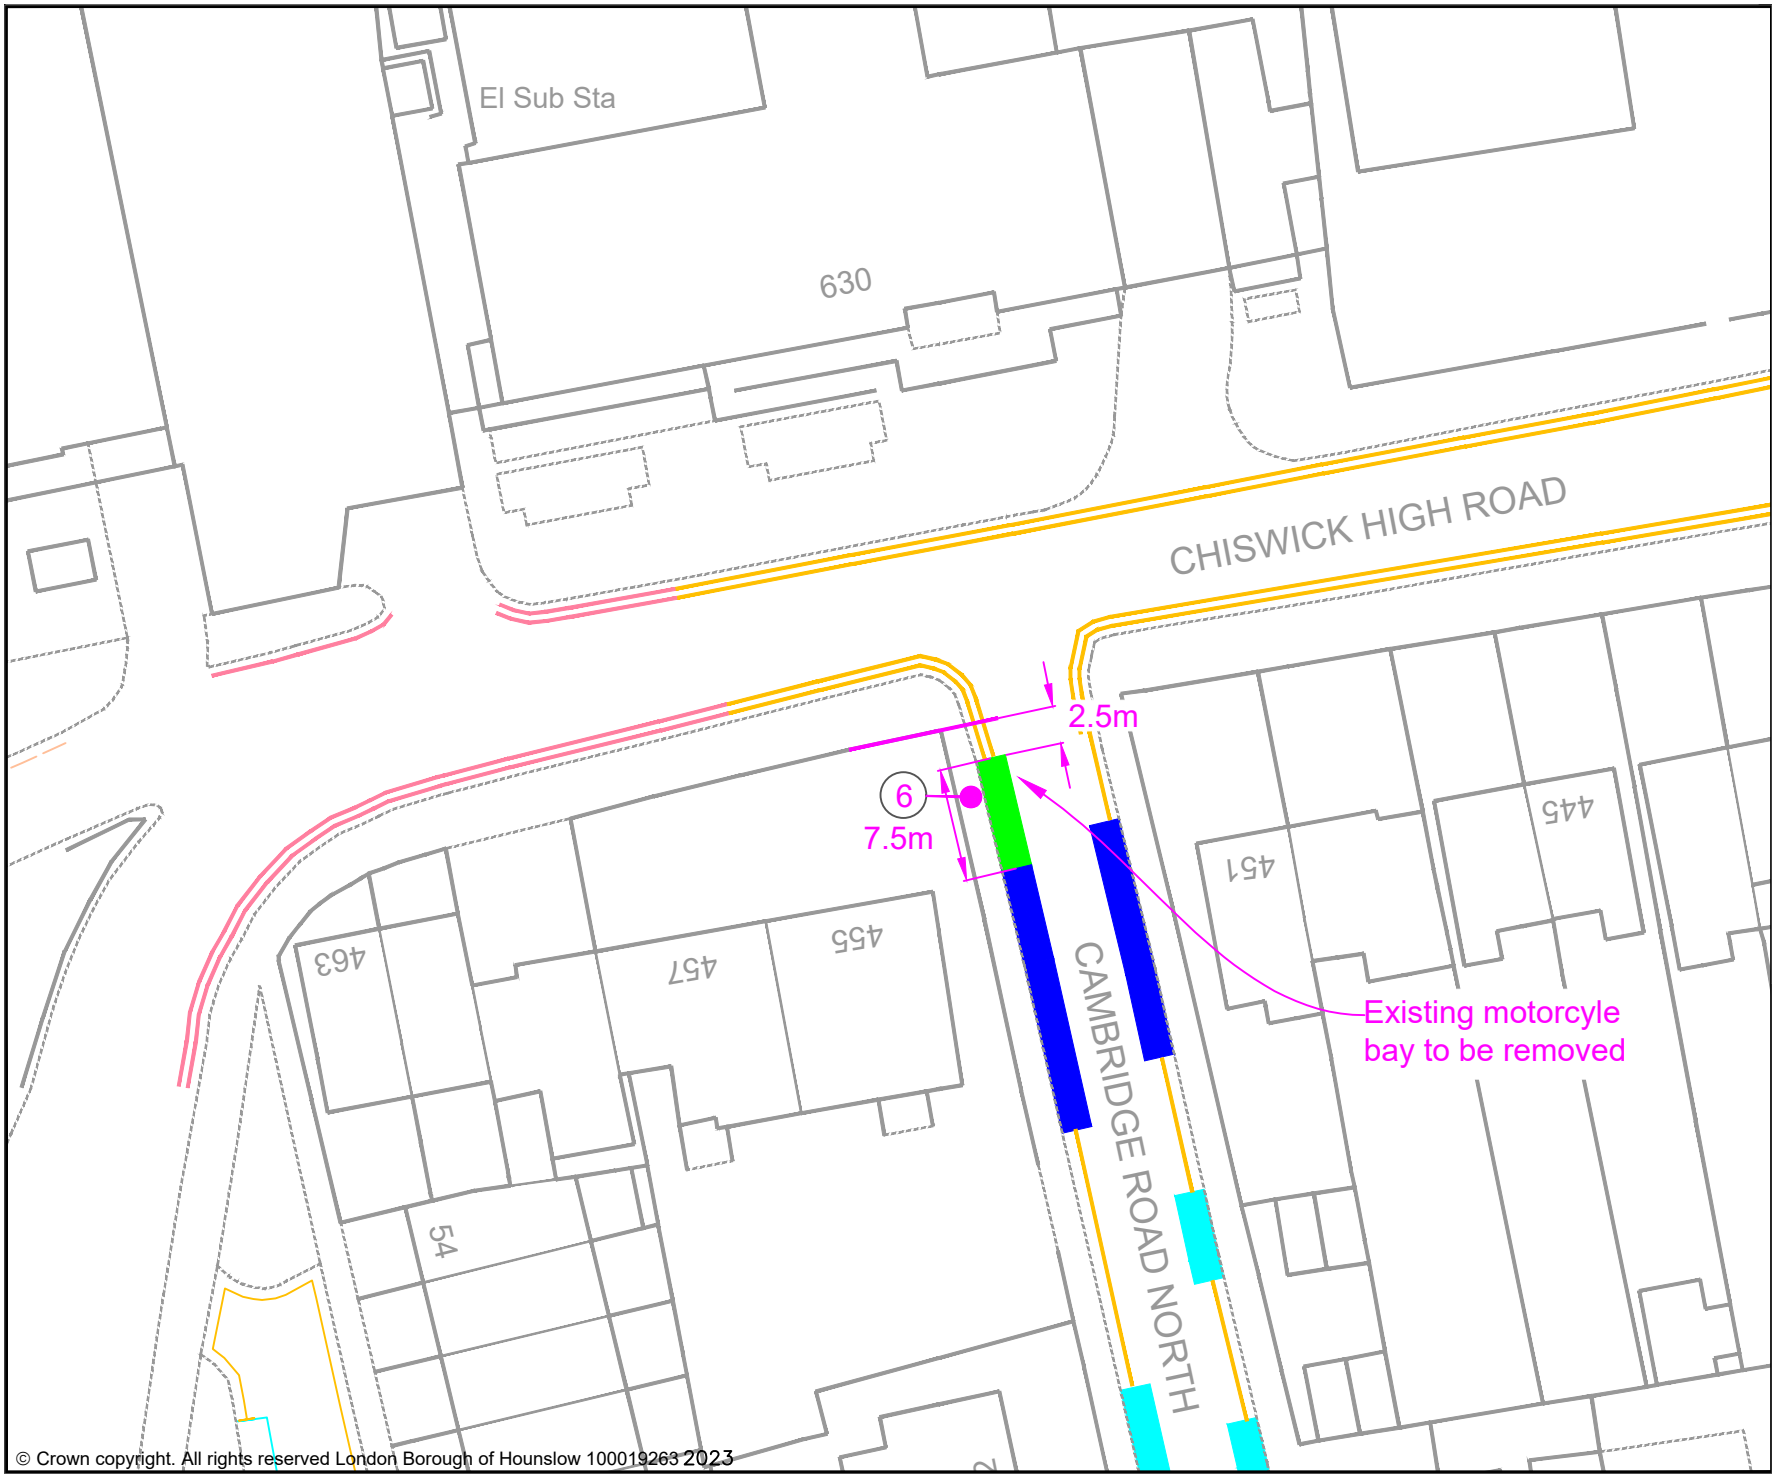 El Sub Sta
630
CHISWICK HIGH ROAD
2.5m
6
7.5m
445
451
455
457
463
CAMBRIDGE ROAD NORTH
Existing motorcyle
bay to be removed
54
2
© Crown copyright. All rights reserved London Borough of Hounslow 100019263 2023